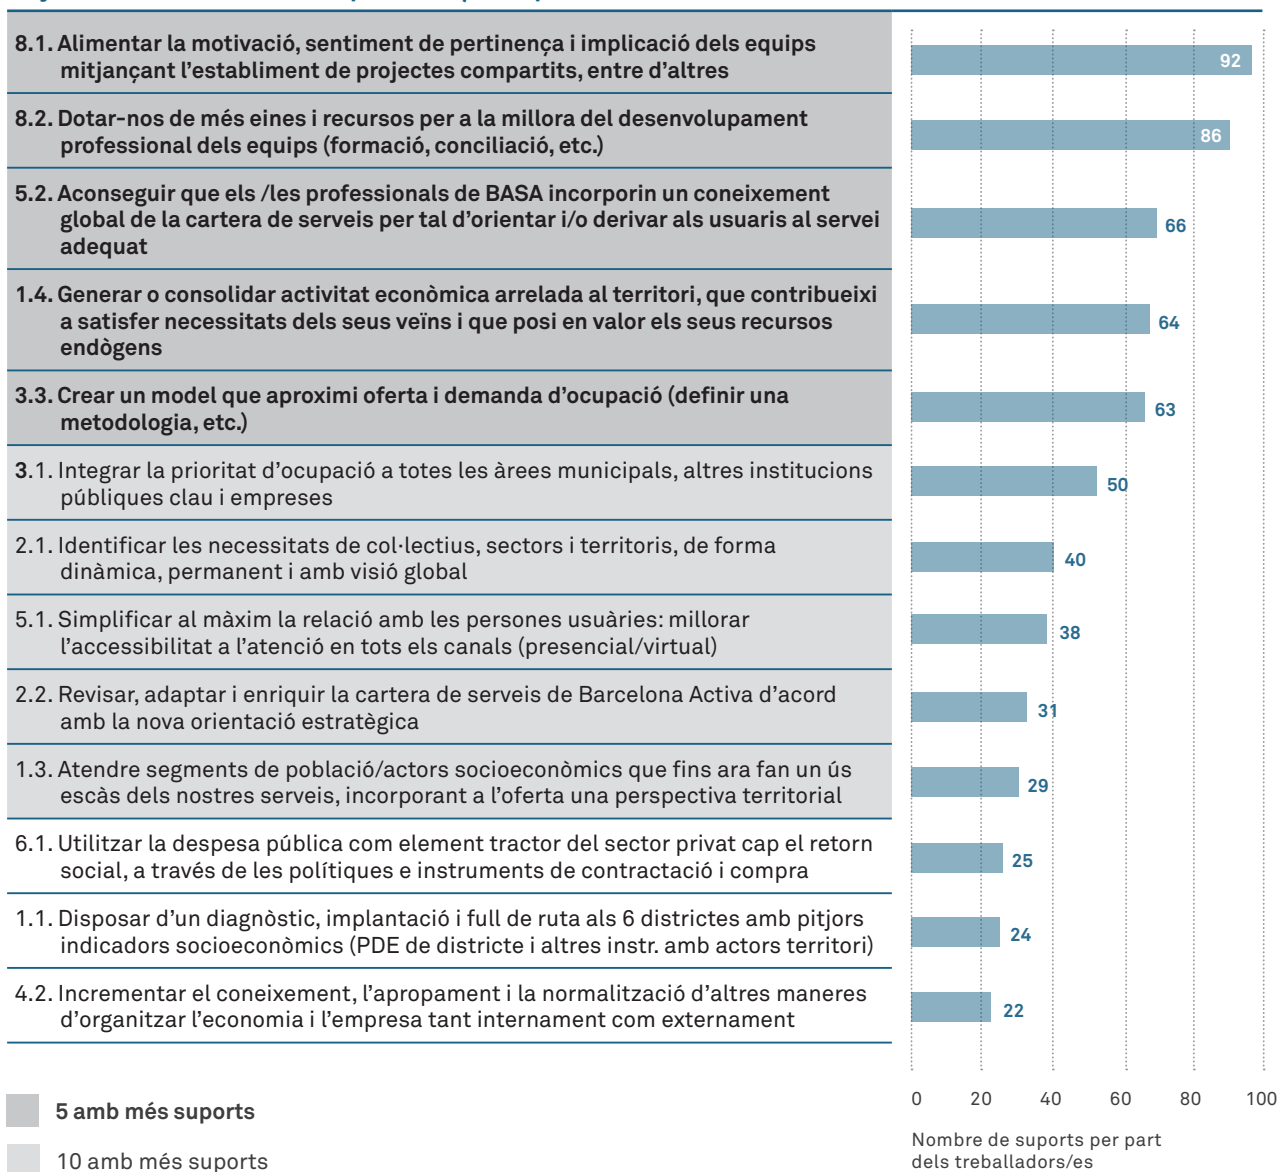 8.1. Alimentar la motivació, sentiment de pertinença i implicació dels equips
mitjançant l’establiment de projectes compartits, entre d’altres
92
8.2. Dotar-nos de més eines i recursos per a la millora del desenvolupament
professional dels equips (formació, conciliació, etc.)
86
5.2. Aconseguir que els /les professionals de BASA incorporin un coneixement
global de la cartera de serveis per tal d’orientar i/o derivar als usuaris al servei
adequat
66
1.4. Generar o consolidar activitat econòmica arrelada al territori, que contribueixi
a satisfer necessitats dels seus veïns i que posi en valor els seus recursos
endògens
64
3.3. Crear un model que aproximi oferta i demanda d’ocupació (definir una
metodologia, etc.)
63
3.1. Integrar la prioritat d’ocupació a totes les àrees municipals, altres institucions
públiques clau i empreses
50
2.1. Identificar les necessitats de col·lectius, sectors i territoris, de forma
dinàmica, permanent i amb visió global
40
5.1. Simplificar al màxim la relació amb les persones usuàries: millorar
l’accessibilitat a l’atenció en tots els canals (presencial/virtual)
38
2.2. Revisar, adaptar i enriquir la cartera de serveis de Barcelona Activa d’acord
amb la nova orientació estratègica
31
1.3. Atendre segments de població/actors socioeconòmics que fins ara fan un ús
escàs dels nostres serveis, incorporant a l’oferta una perspectiva territorial
29
6.1. Utilitzar la despesa pública com element tractor del sector privat cap el retorn
social, a través de les polítiques e instruments de contractació i compra
25
1.1. Disposar d’un diagnòstic, implantació i full de ruta als 6 districtes amb pitjors
indicadors socioeconòmics (PDE de districte i altres instr. amb actors territori)
24
4.2. Incrementar el coneixement, l’apropament i la normalització d’altres maneres
d’organitzar l’economia i l’empresa tant internament com externament
22
0 20 40 60 80 100
Nombre de suports per part
dels treballadors/es
5 amb més suports
10 amb més suports